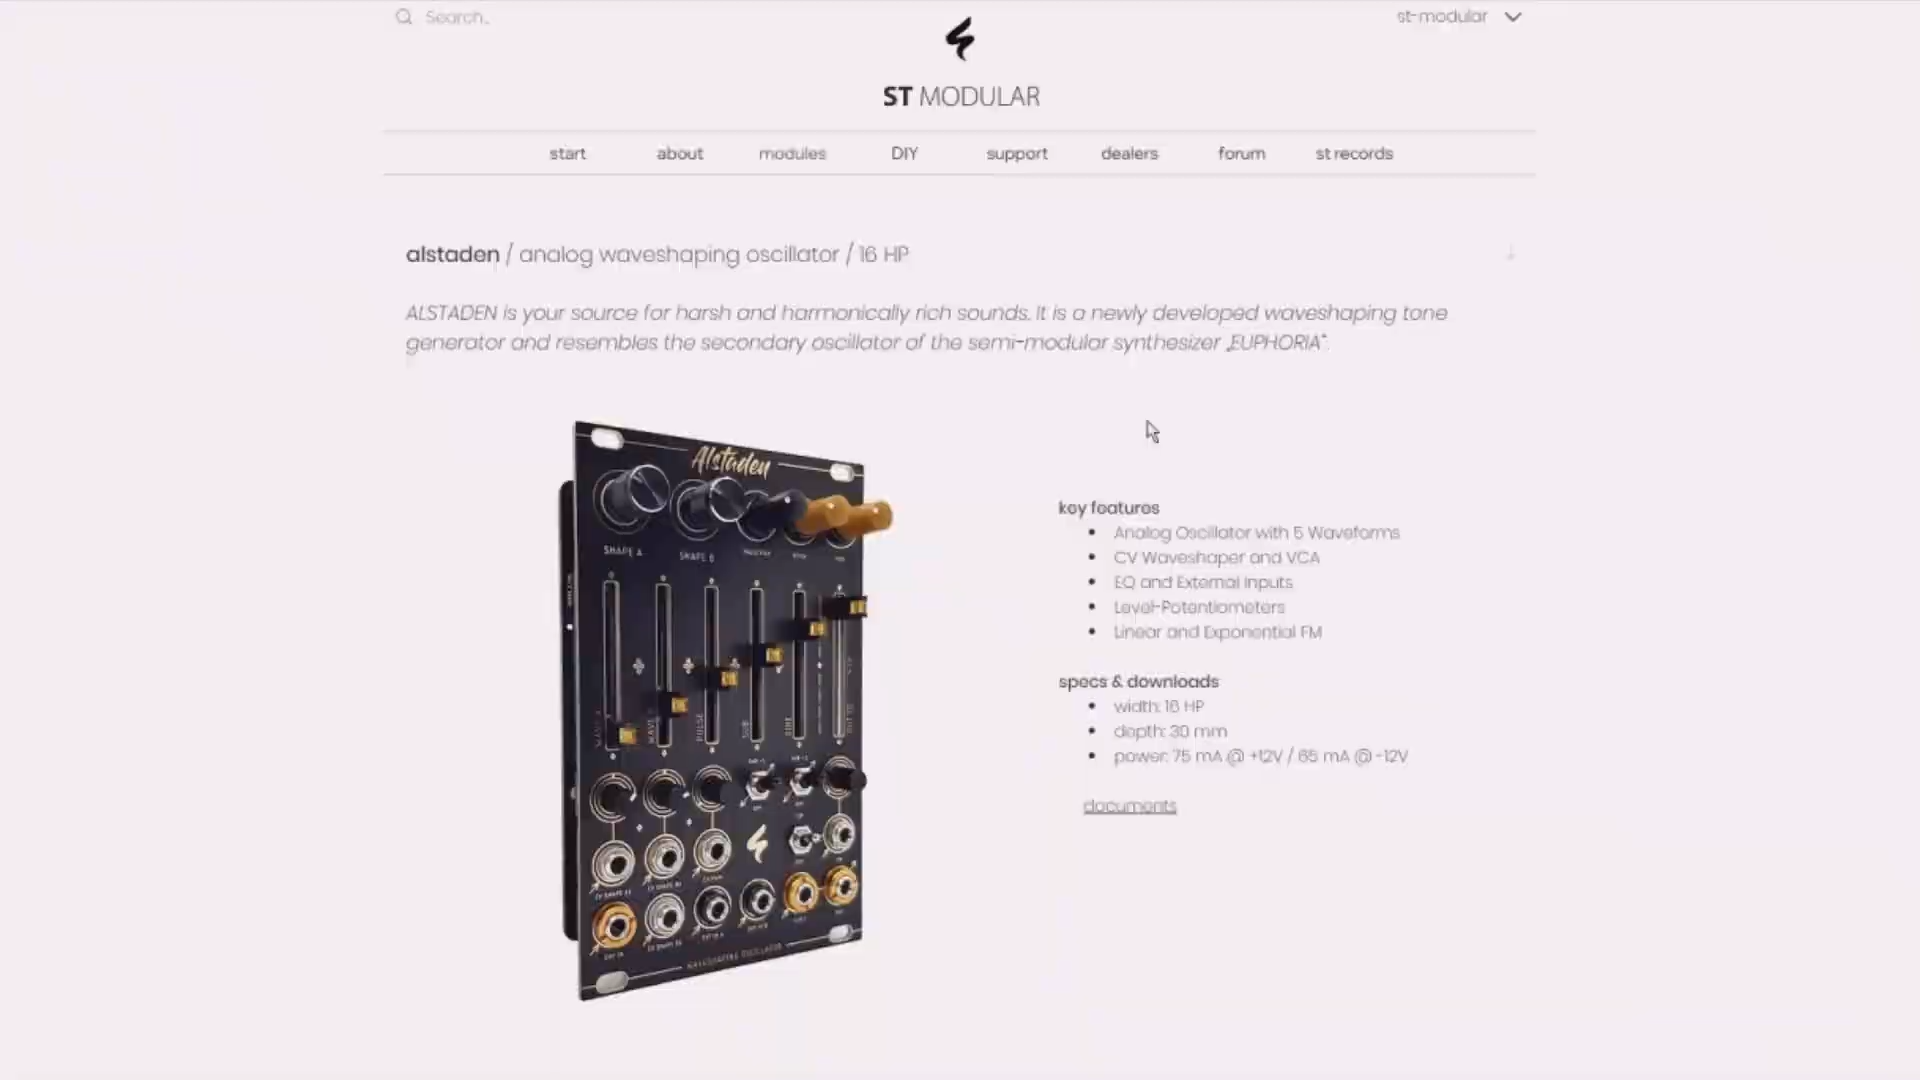 Search..
st-modular
ST MODULAR
start about modules DIY support dealers forum st records
alstaden / analog waveshaping oscillator / 16 HP
ALSTADEN is your source for harsh and harmonically rich sounds. It is a newly developed waveshaping tone
generator and resembles the secondary oscillator of the semi-modular synthesizer „EUPHORIA“.
Alstaden
SHAPE A
SHAPE B
PULSE
SUB
WAVESHAPING OSCILLATOR
key features
• Analog Oscillator with 5 Waveforms
• CV Waveshaper and VCA
• EQ and External Inputs
• Level-Potentiometers
• Linear and Exponential FM
specs & downloads
• width: 16 HP
• depth: 30 mm
• power: 75 mA @ +12V / 65 mA @ -12V
documents